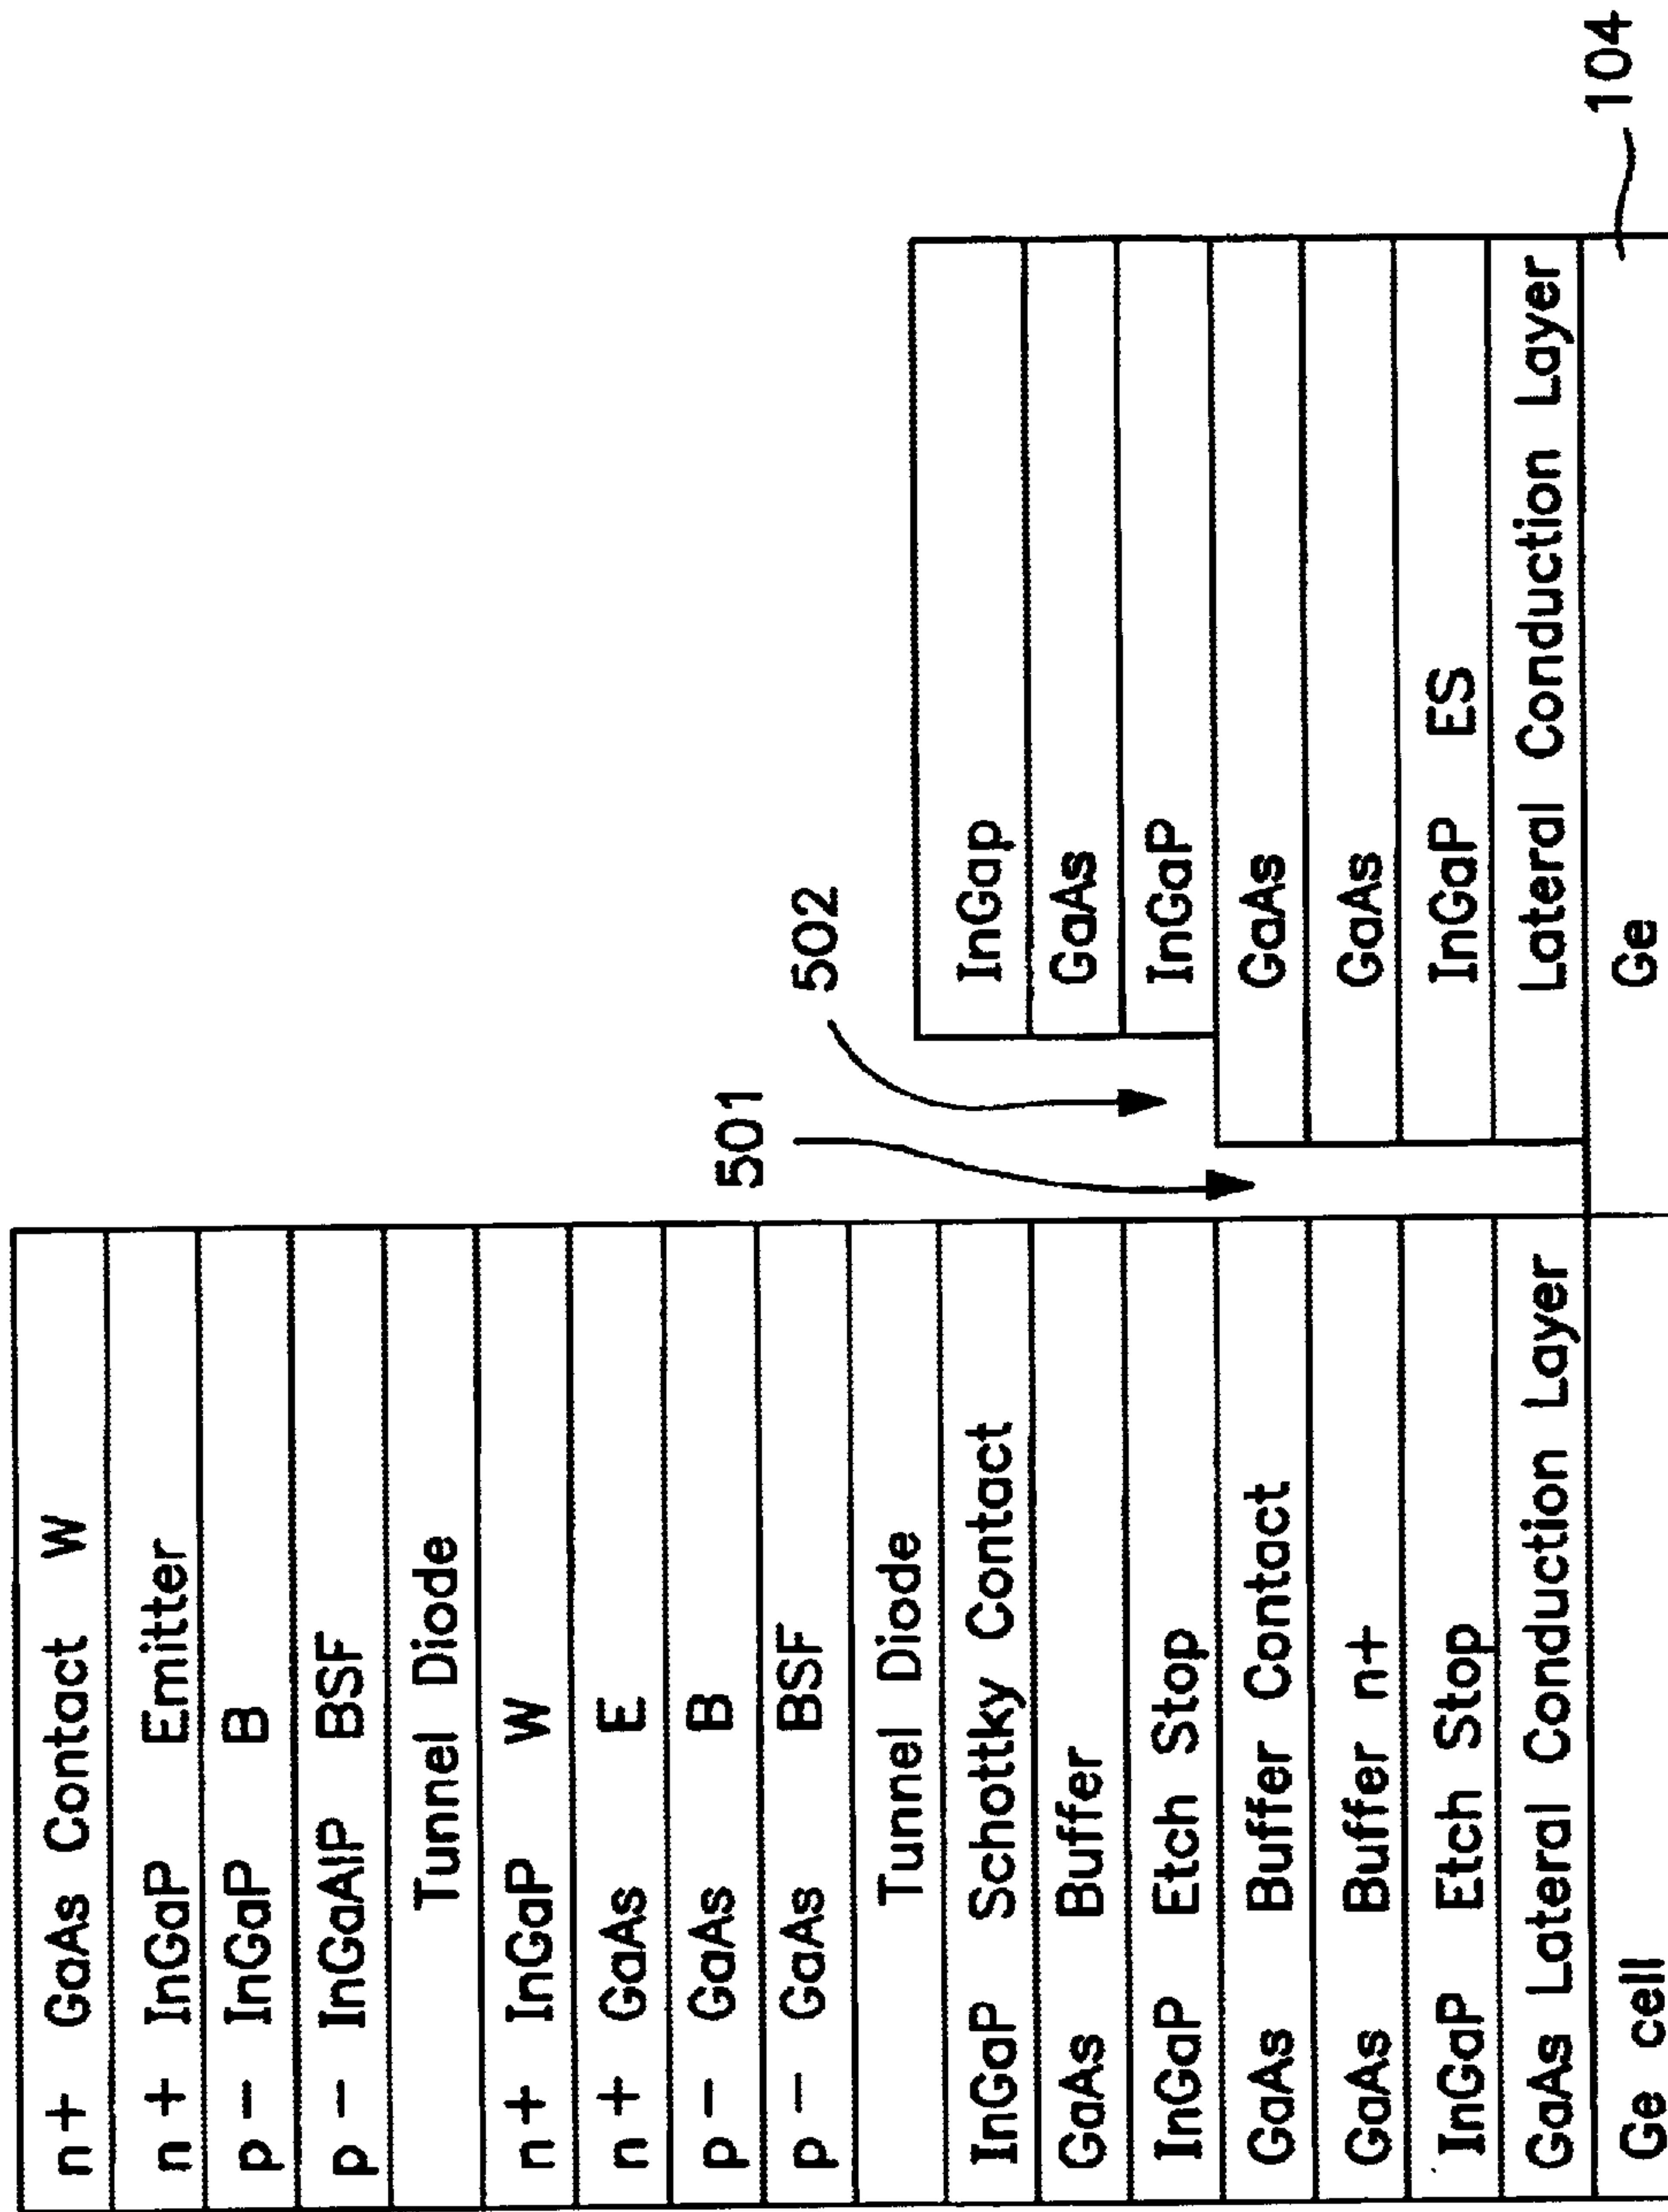 n+ GaAs Contact W
n+ InGaP Emitter
p- InGaP B
p- InGaAlP BSF
Tunnel Diode
n+ InGaP W
n+ GaAs E
p- GaAs B
p- GaAs BSF
Tunnel Diode
InGaP Schottky Contact
GaAs Buffer
InGaP Etch Stop
GaAs Buffer Contact
GaAs Buffer n+
InGaP Etch Stop
GaAs Lateral Conduction Layer
Ge cell
501
502
InGap
GaAs
InGaP
GaAs
GaAs
InGaP ES
Lateral Conduction Layer
Ge
104